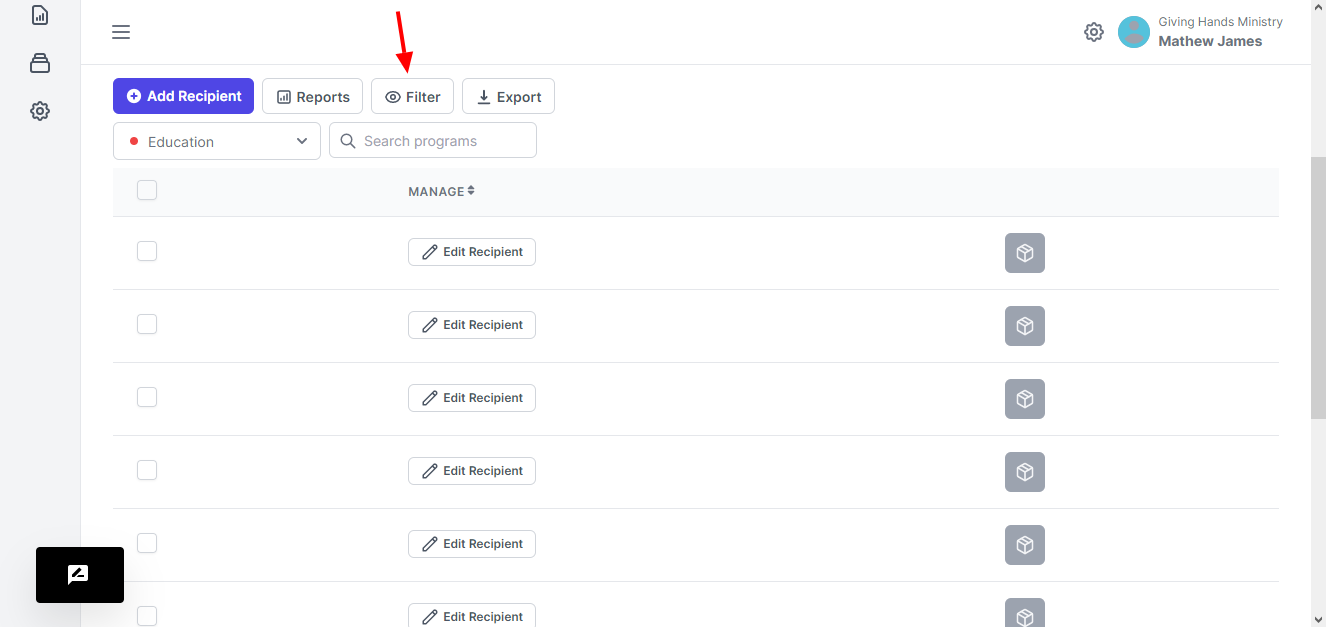 Giving Hands Ministry
Mathew James
Add Recipient Reports Filter Export
Education Search programs
MANAGE
Edit Recipient
Edit Recipient
Edit Recipient
Edit Recipient
Edit Recipient
Edit Recipient